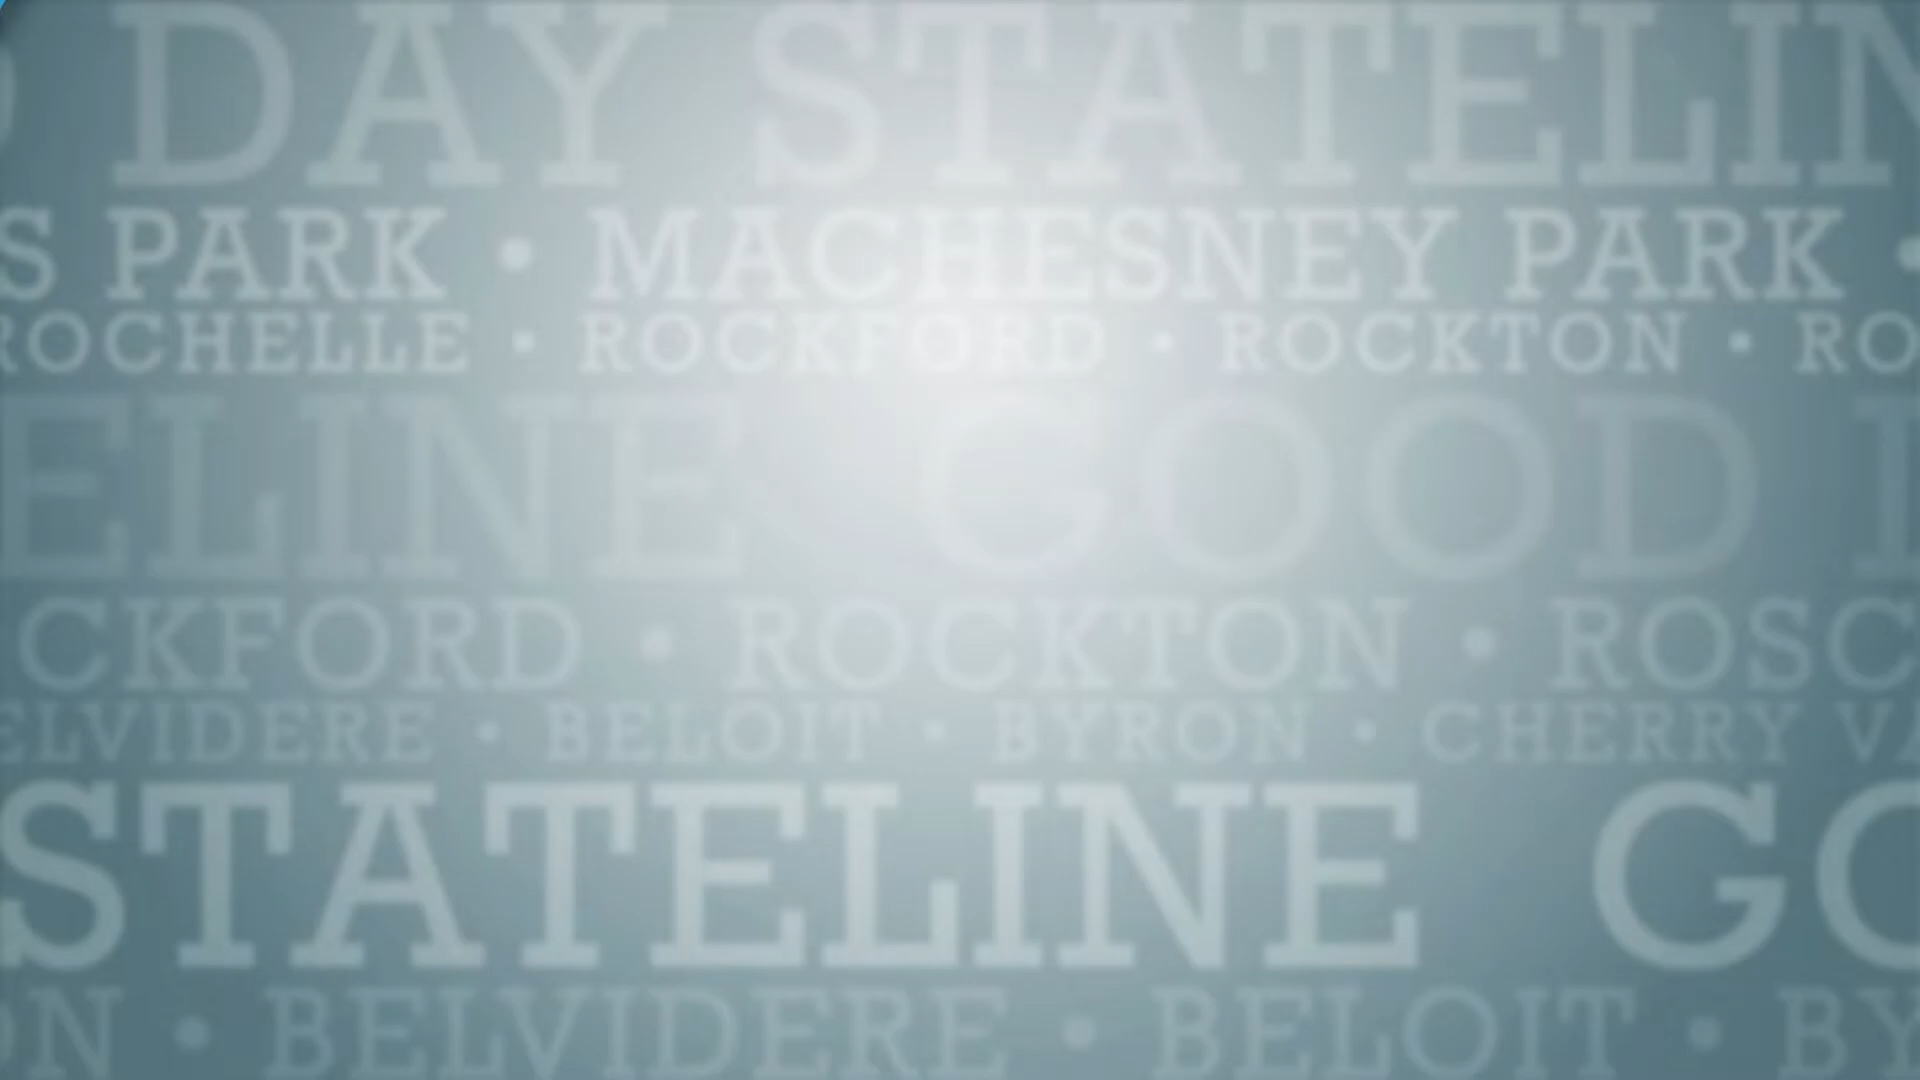 DAY STATELIN
S PARK • MACHESNEY PARK •
ROCHELLE • ROCKFORD • ROCKTON • RO
ELINE GOOD D
CKFORD • ROCKTON • ROSC
ELVIDERE • BELOIT • BYRON • CHERRY VA
STATELINE GO
ON • BELVIDERE • BELOIT • BY